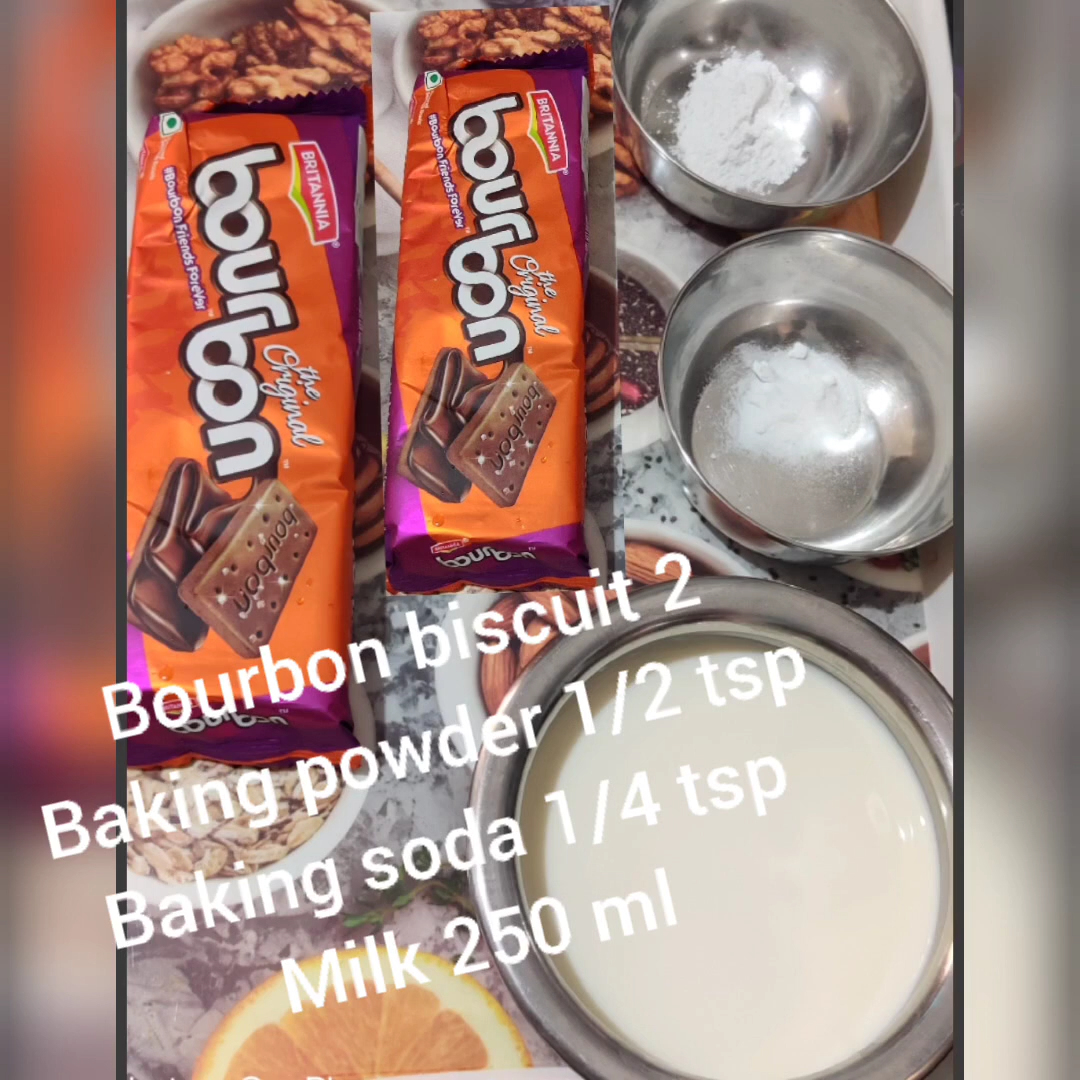 BRITANNIA
bourbon
the Original
#Bourbon Friends Forever
bourbon
bourbon
BRITANNIA
bourbon
the Original
#Bourbon Friends Forever
bourbon
bourbon
Bourbon biscuit 2
Baking powder 1/2 tsp
Baking soda 1/4 tsp
Milk 250 ml